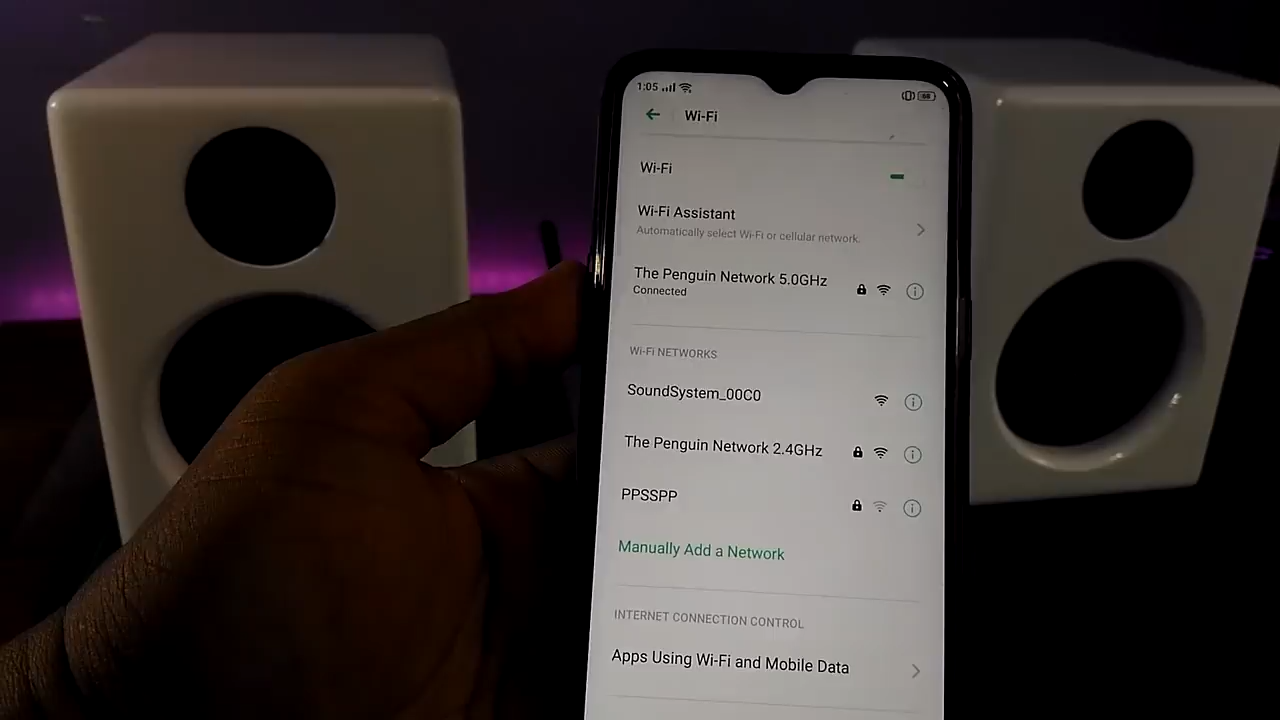 1:05
Wi-Fi
Wi-Fi
Wi-Fi Assistant
Automatically select Wi-Fi or cellular network.
The Penguin Network 5.0GHz
Connected
Wi-Fi NETWORKS
SoundSystem_00C0
The Penguin Network 2.4GHz
PPSSPP
Manually Add a Network
INTERNET CONNECTION CONTROL
Apps Using Wi-Fi and Mobile Data